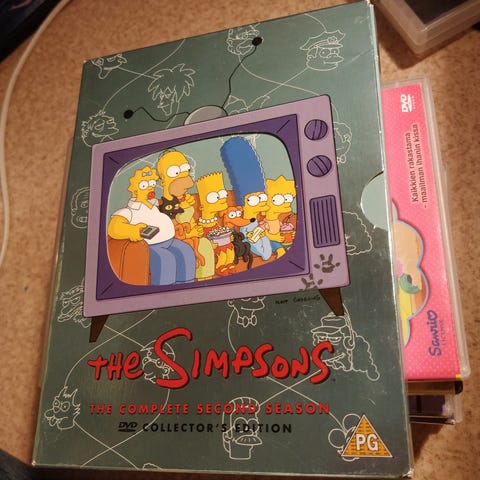 MATT GROENING
THE SIMPSONS
THE COMPLETE SECOND SEASON
DVD COLLECTOR'S EDITION
PG
DVD
Kaikkien rakastama
- maailman ihanin kissa
Sanrio